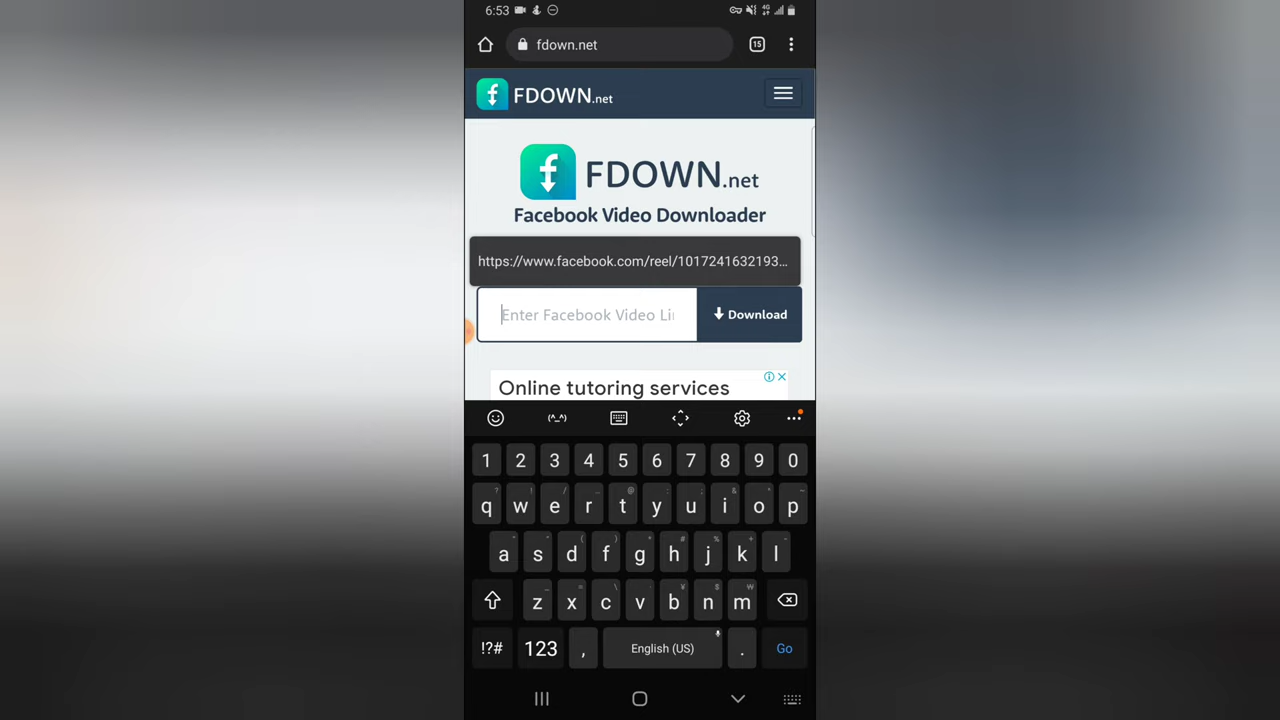 6:53
4G
fdown.net
15
FDOWN.net
FDOWN.net
Facebook Video Downloader
https://www.facebook.com/reel/1017241632193...
Enter Facebook Video Li
Download
Online tutoring services
(^_^)
1 2 3 4 5 6 7 8 9 0
q w e r t y u i o p
a s d f g h j k l
z x c v b n m
!?# 123 , English (US) . Go